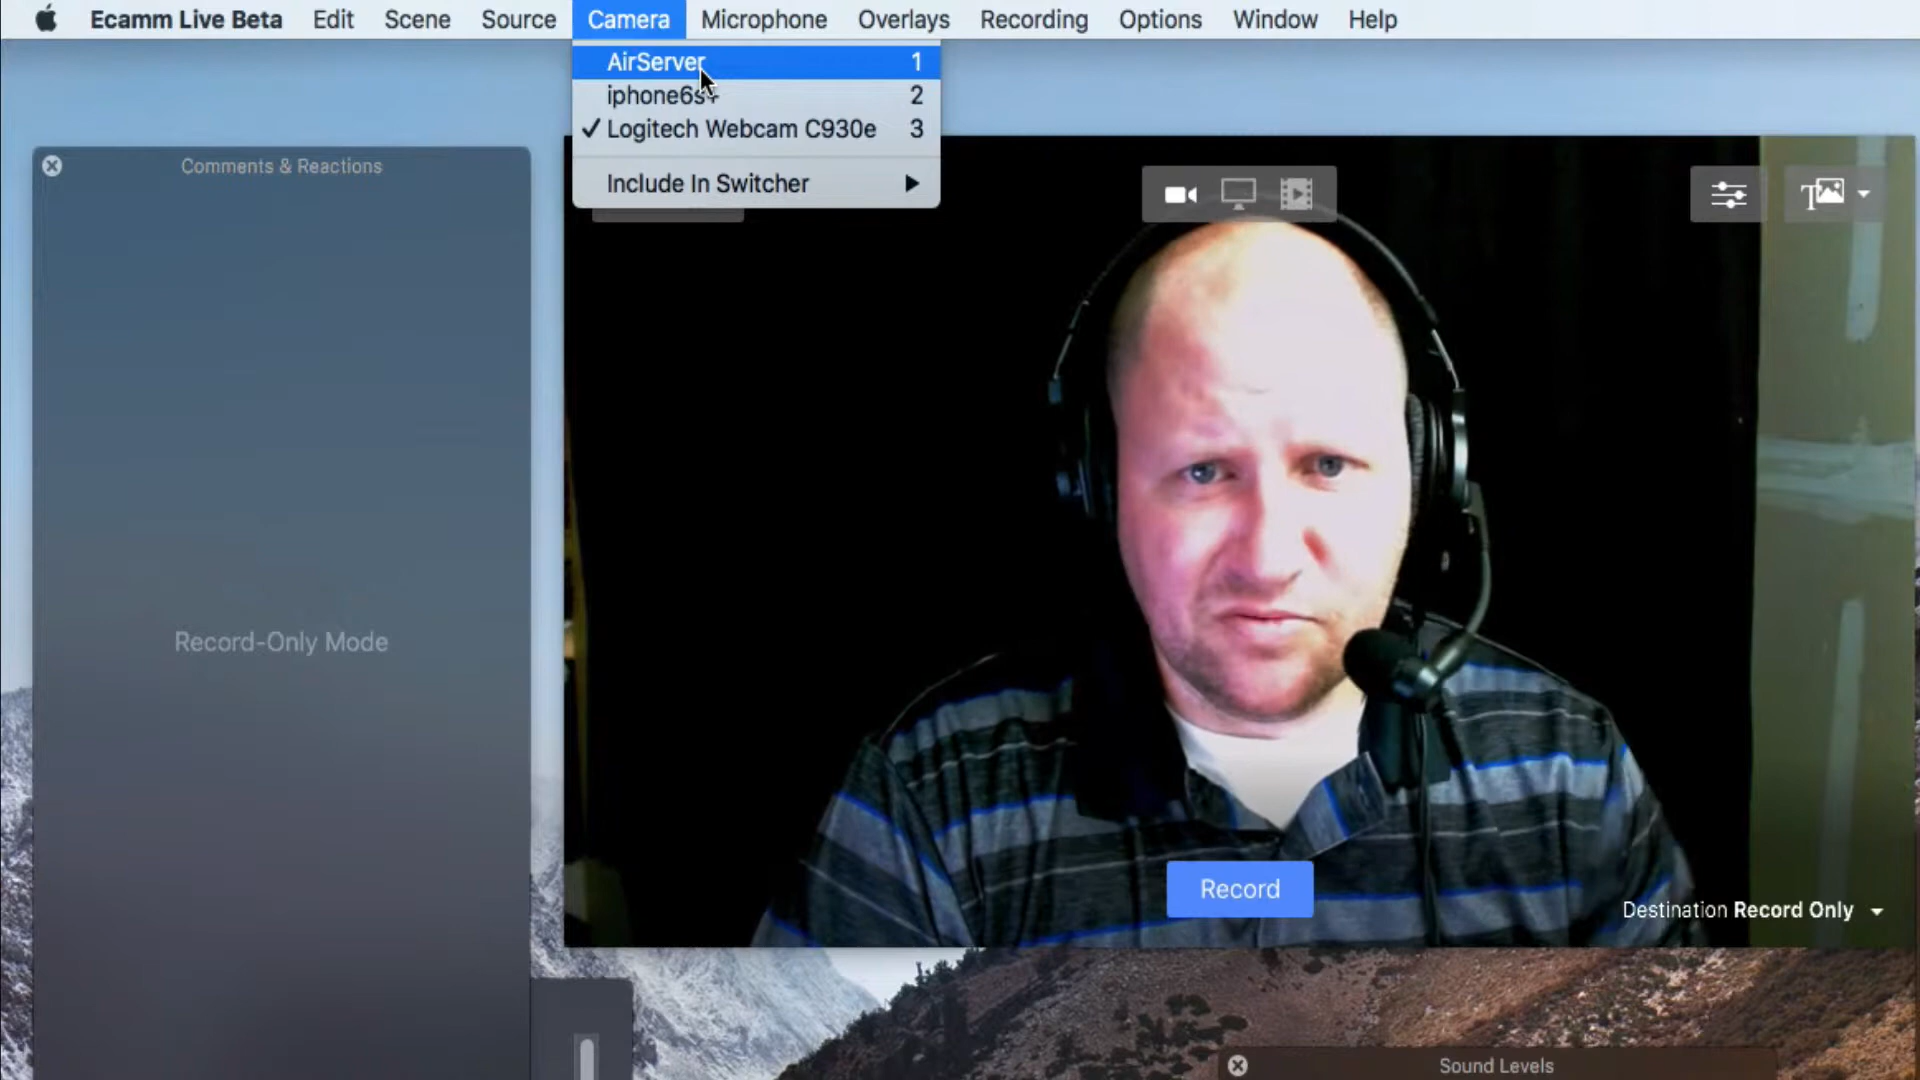 Ecamm Live Beta Edit Scene Source Camera Microphone Overlays Recording Options Window Help
AirServer 1
iphone6s+ 2
✓ Logitech Webcam C930e 3
Include In Switcher ▶
Comments & Reactions
Record-Only Mode
T
Record
Destination Record Only
Sound Levels